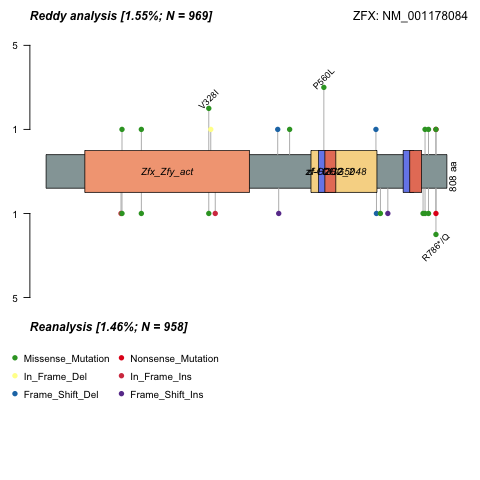 Reddy analysis [1.55%; N = 969]
ZFX: NM_001178084
5
P560L
V328I
1
Zfx_Zfy_act
808 aa
1
R786*/Q
5
Reanalysis [1.46%; N = 958]
Missense_Mutation
Nonsense_Mutation
In_Frame_Del
In_Frame_Ins
Frame_Shift_Del
Frame_Shift_Ins